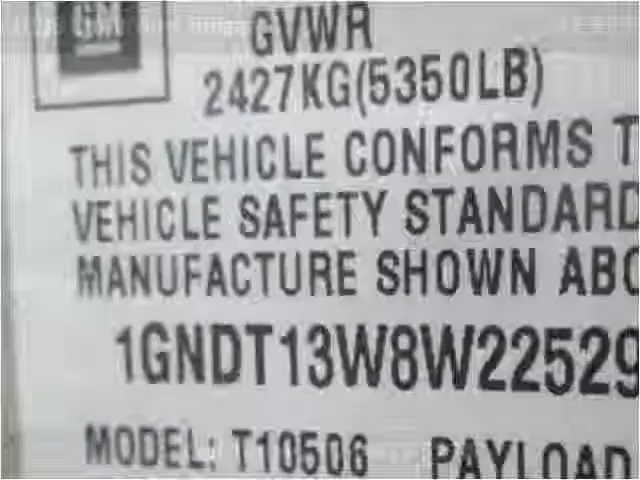 GM
GVWR
2427KG(5350LB)
THIS VEHICLE CONFORMS T
VEHICLE SAFETY STANDARD
MANUFACTURE SHOWN ABO
1GNDT13W8W22529
MODEL: T10506 PAYLOAD